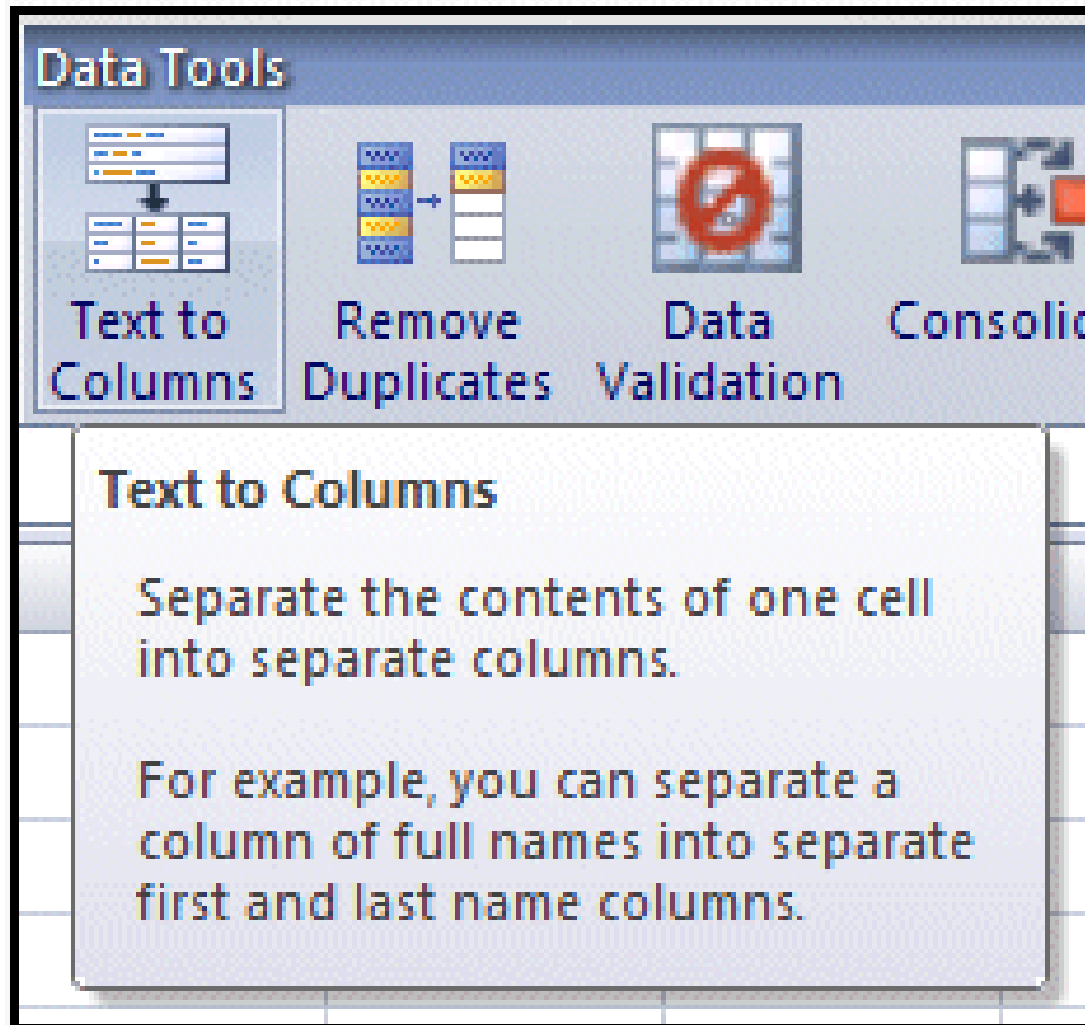 Data Tools
Text to
Columns
Remove
Duplicates
Data
Validation
Consolid
Text to Columns
Separate the contents of one cell
into separate columns.
For example, you can separate a
column of full names into separate
first and last name columns.